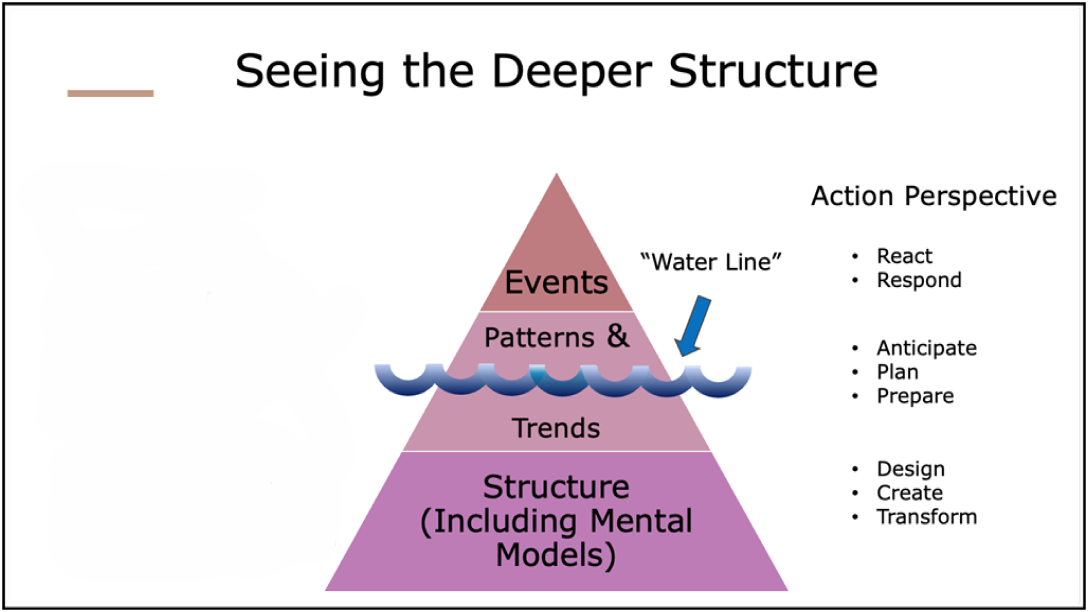 Seeing the Deeper Structure
Action Perspective
“Water Line”
Events
Patterns &
Trends
Structure
(Including Mental
Models)
• React
• Respond
• Anticipate
• Plan
• Prepare
• Design
• Create
• Transform